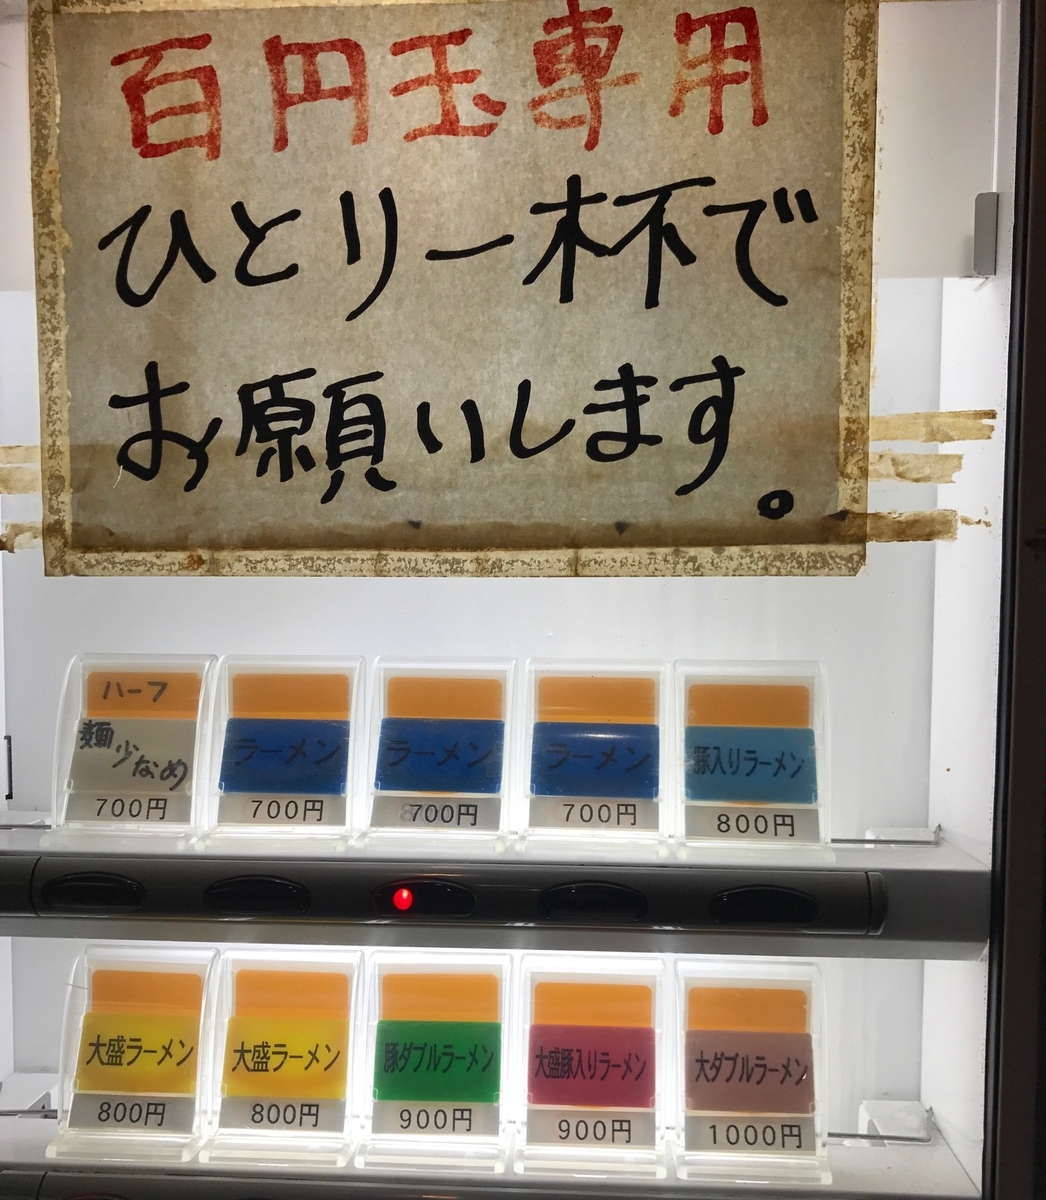 百円玉専用
ひとり一杯で
お願いします。
ハーフ
麺少なめ
700円
ラーメン
700円
ラーメン
700円
ラーメン
700円
豚入りラーメン
800円
大盛ラーメン
800円
大盛ラーメン
800円
豚ダブルラーメン
900円
大盛豚入りラーメン
900円
大ダブルラーメン
1000円